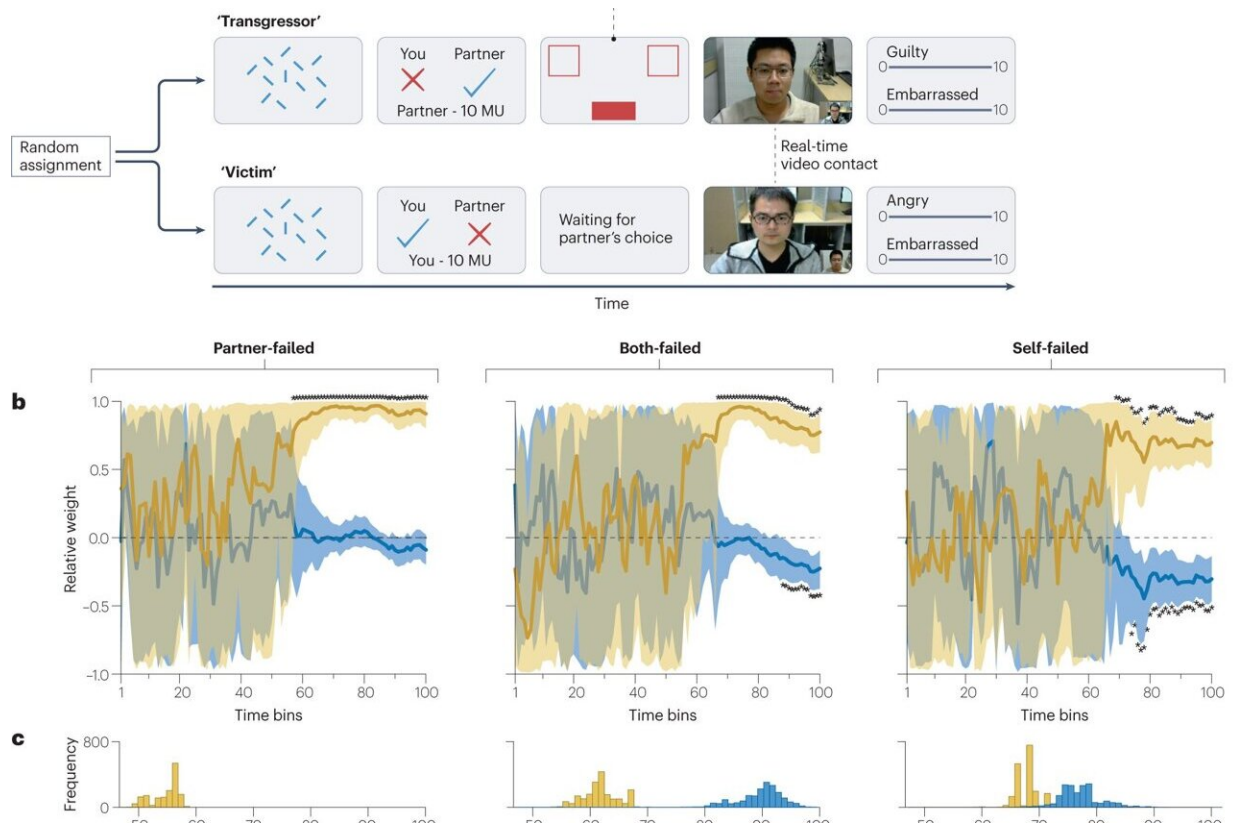 'Transgressor'
You Partner
Partner - 10 MU
Guilty
0 10
Embarrassed
0 10
Random
assignment
Real-time
video contact
'Victim'
You Partner
You - 10 MU
Waiting for
partner's choice
Angry
0 10
Embarrassed
0 10
Time
Partner-failed
Both-failed
Self-failed
b
1.0
0.5
0.0
−0.5
−1.0
Relative weight
1 20 40 60 80 100
Time bins
1 20 40 60 80 100
Time bins
1 20 40 60 80 100
Time bins
c
800
0
Frequency